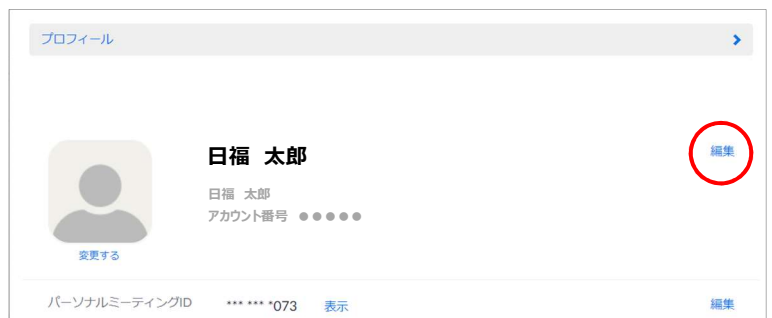 プロフィール
日福 太郎
編集
日福 太郎
アカウント番号 ●●●●●
変更する
パーソナルミーティングID *** *** *073 表示 編集